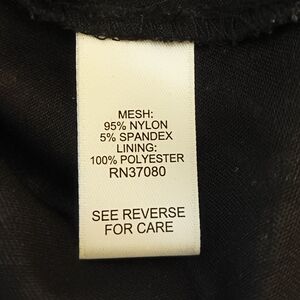 MESH:
95% NYLON
5% SPANDEX
LINING:
100% POLYESTER
RN37080
SEE REVERSE
FOR CARE